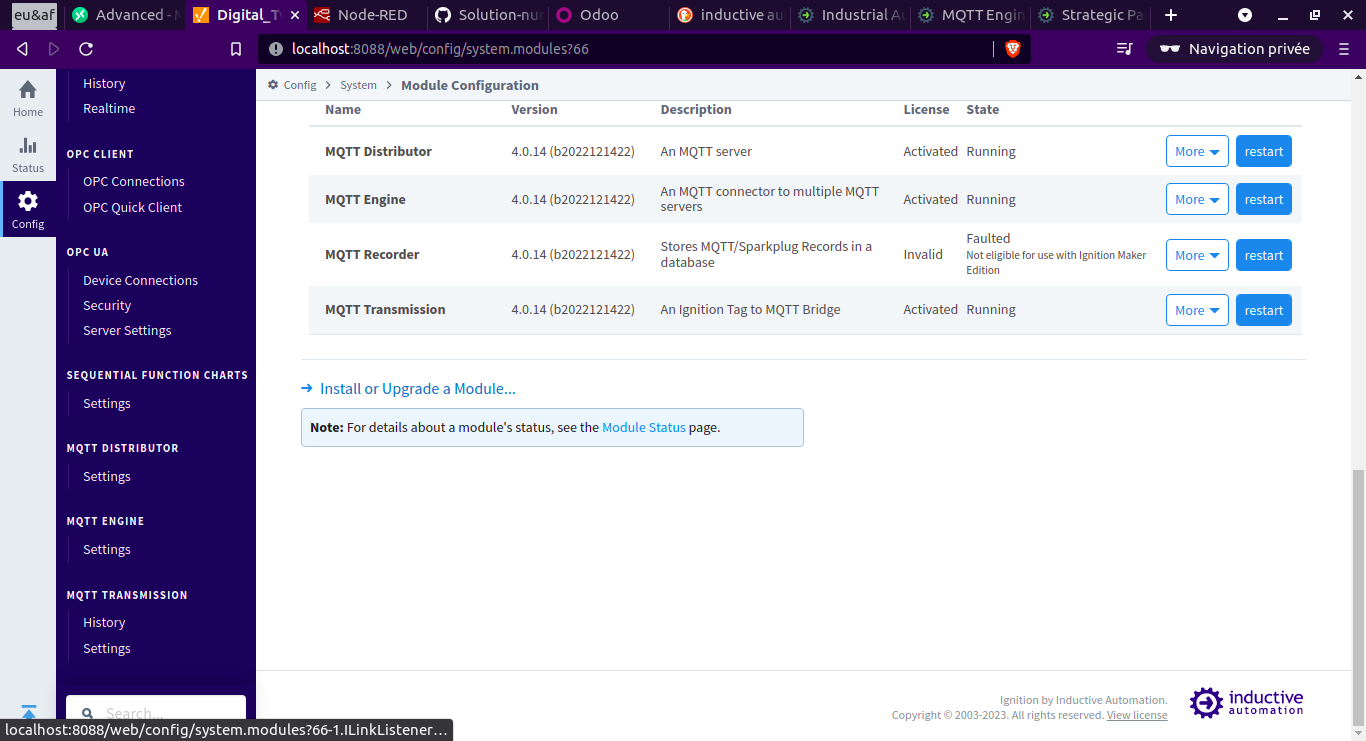 eu&af
Advanced - M
Digital_T
Node-RED
Solution-nu
Odoo
inductive au
Industrial Au
MQTT Engin
Strategic Pa
localhost:8088/web/config/system.modules?66
Navigation privée
Home
Status
Config
History
Realtime
OPC CLIENT
OPC Connections
OPC Quick Client
OPC UA
Device Connections
Security
Server Settings
SEQUENTIAL FUNCTION CHARTS
Settings
MQTT DISTRIBUTOR
Settings
MQTT ENGINE
Settings
MQTT TRANSMISSION
History
Settings
Search...
Config > System > Module Configuration
Name Version Description License State
MQTT Distributor 4.0.14 (b2022121422) An MQTT server Activated Running More restart
MQTT Engine 4.0.14 (b2022121422) An MQTT connector to multiple MQTT
servers Activated Running More restart
MQTT Recorder 4.0.14 (b2022121422) Stores MQTT/Sparkplug Records in a
database Invalid Faulted
Not eligible for use with Ignition Maker
Edition More restart
MQTT Transmission 4.0.14 (b2022121422) An Ignition Tag to MQTT Bridge Activated Running More restart
→ Install or Upgrade a Module...
Note: For details about a module's status, see the Module Status page.
Ignition by Inductive Automation.
Copyright © 2003-2023. All rights reserved. View license
inductive
automation
localhost:8088/web/config/system.modules?66-1.ILinkListener…